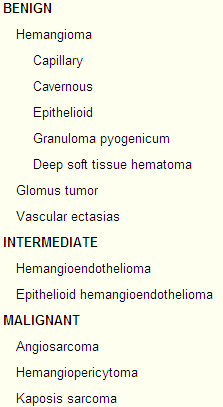 BENIGN
Hemangioma
Capillary
Cavernous
Epithelioid
Granuloma pyogenicum
Deep soft tissue hematoma
Glomus tumor
Vascular ectasias
INTERMEDIATE
Hemangioendothelioma
Epithelioid hemangioendothelioma
MALIGNANT
Angiosarcoma
Hemangiopericytoma
Kaposis sarcoma